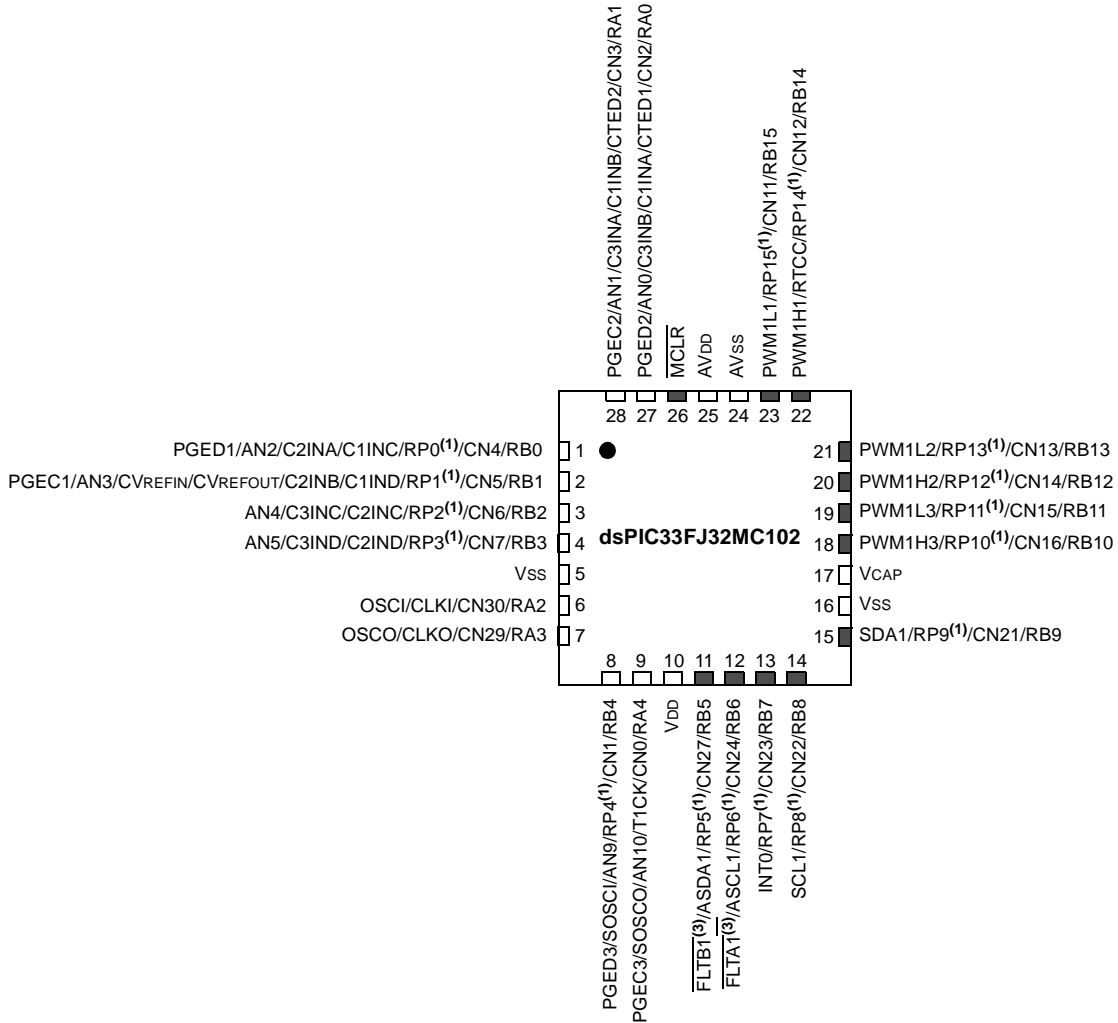 PGEC2/AN1/C3INA/C1INB/CTED2/CN3/RA1
PGED2/AN0/C3INB/C1INA/CTED1/CN2/RA0
MCLR
AVDD
AVSS
PWM1L1/RP15(1)/CN11/RB15
PWM1H1/RTCC/RP14(1)/CN12/RB14
28 27 26 25 24 23 22
PGED1/AN2/C2INA/C1INC/RP0(1)/CN4/RB0 1
PGEC1/AN3/CVREFIN/CVREFOUT/C2INB/C1IND/RP1(1)/CN5/RB1 2
AN4/C3INC/C2INC/RP2(1)/CN6/RB2 3
AN5/C3IND/C2IND/RP3(1)/CN7/RB3 4
VSS 5
OSCI/CLKI/CN30/RA2 6
OSCO/CLKO/CN29/RA3 7
dsPIC33FJ32MC102
21 PWM1L2/RP13(1)/CN13/RB13
20 PWM1H2/RP12(1)/CN14/RB12
19 PWM1L3/RP11(1)/CN15/RB11
18 PWM1H3/RP10(1)/CN16/RB10
17 VCAP
16 VSS
15 SDA1/RP9(1)/CN21/RB9
8 9 10 11 12 13 14
PGED3/SOSCI/AN9/RP4(1)/CN1/RB4
PGEC3/SOSCO/AN10/T1CK/CN0/RA4
VDD
FLTB1(3)/ASDA1/RP5(1)/CN27/RB5
FLTA1(3)/ASCL1/RP6(1)/CN24/RB6
INT0/RP7(1)/CN23/RB7
SCL1/RP8(1)/CN22/RB8